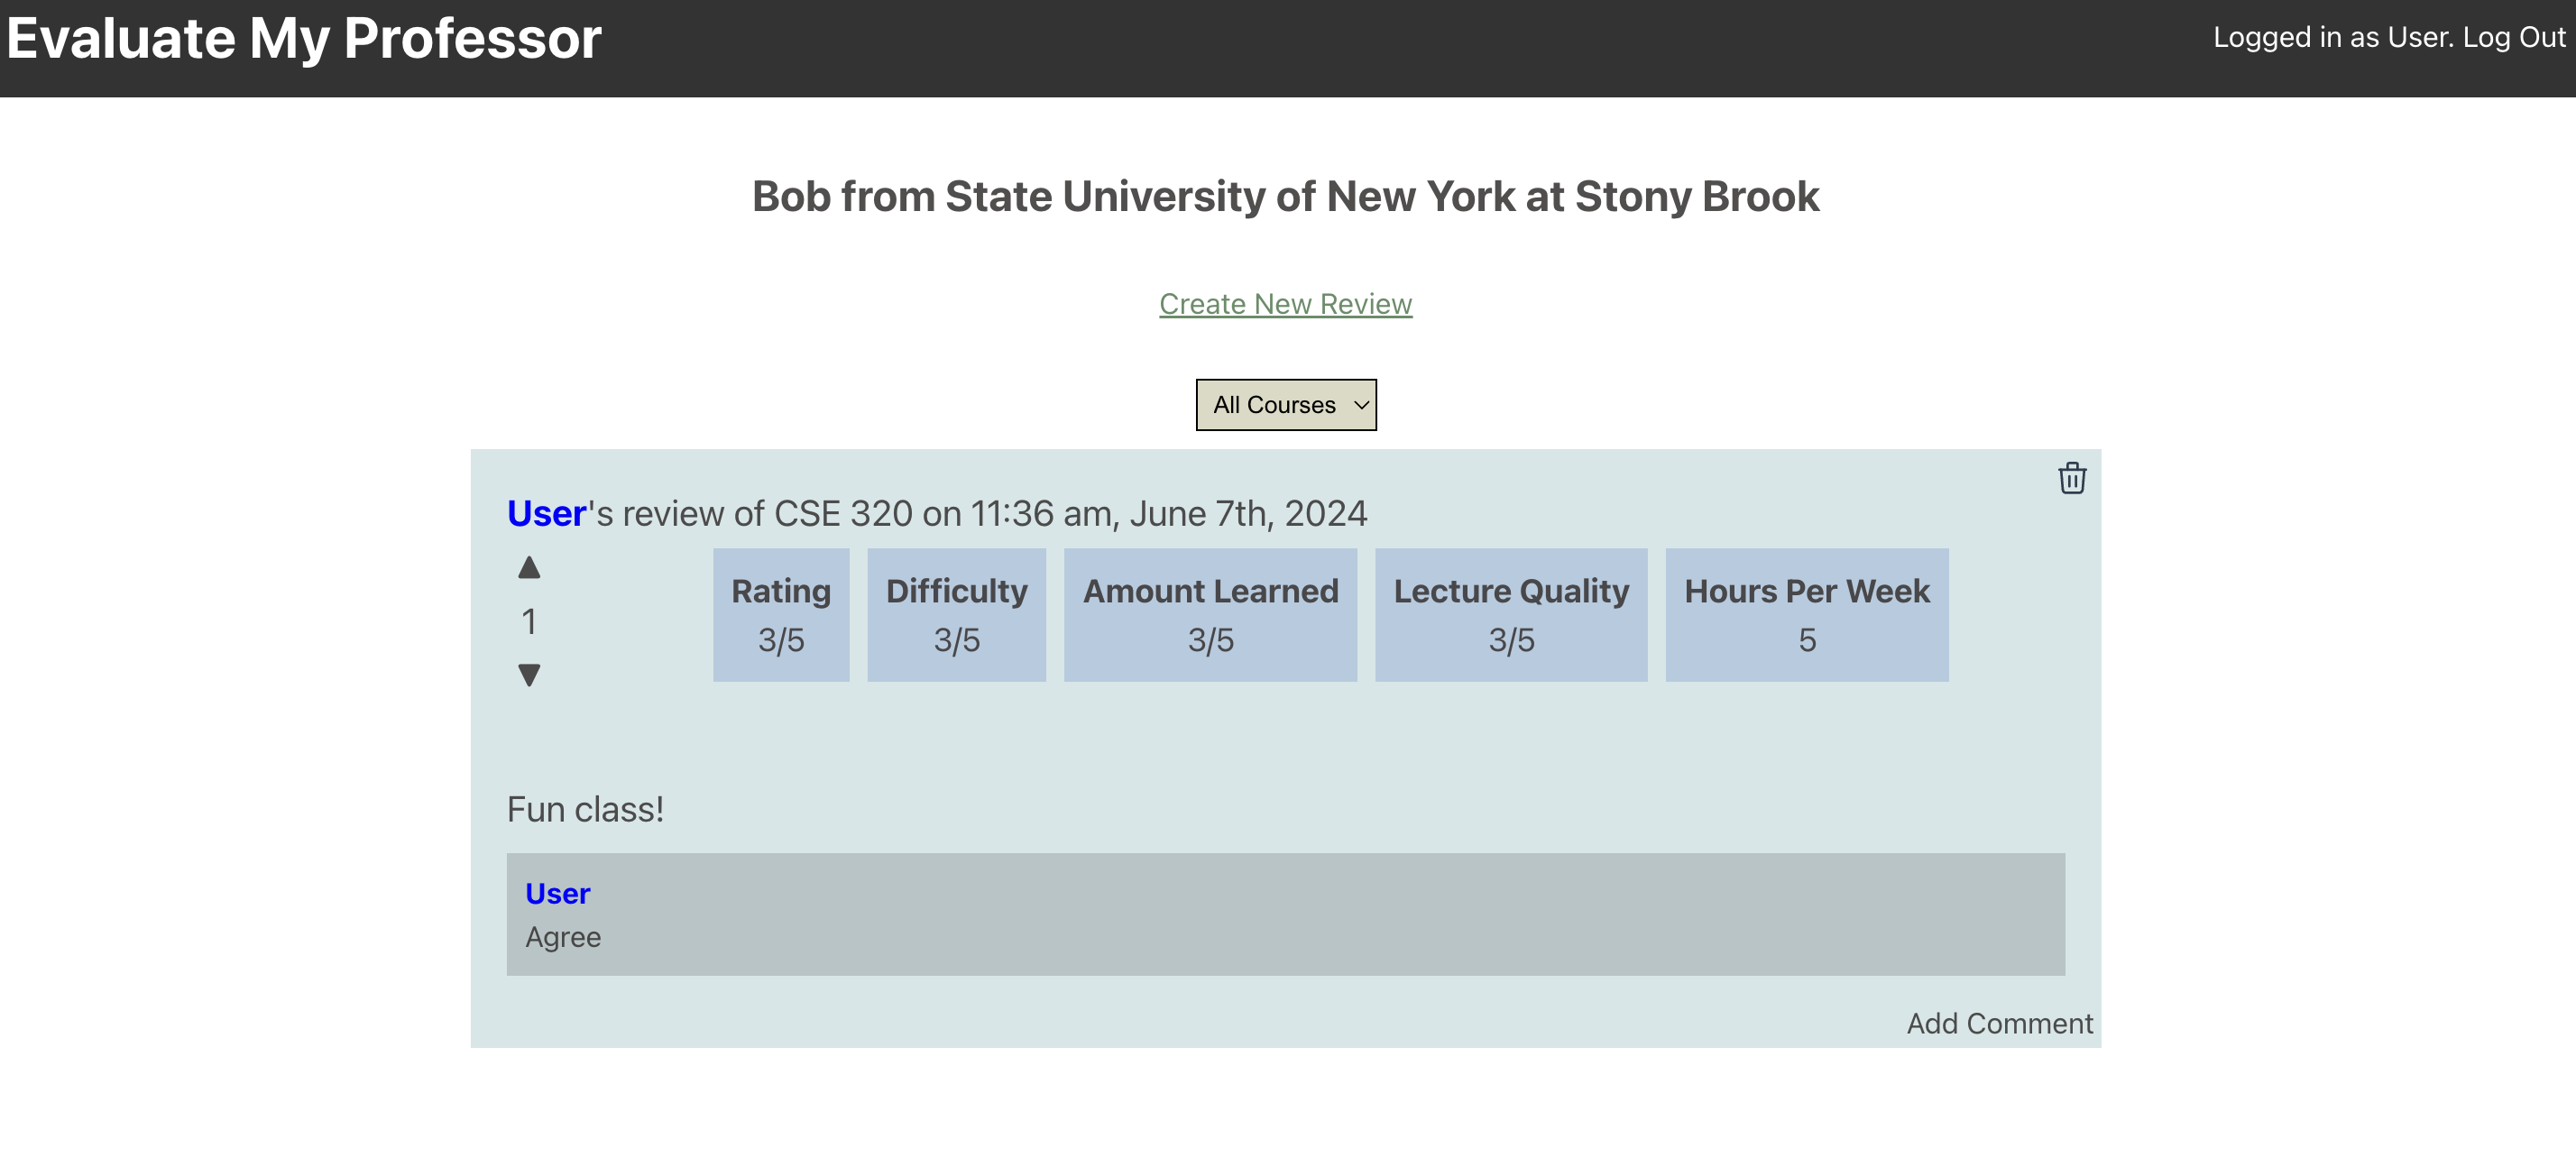 Evaluate My Professor
Logged in as User. Log Out
Bob from State University of New York at Stony Brook
Create New Review
All Courses
User's review of CSE 320 on 11:36 am, June 7th, 2024
1
Rating
3/5
Difficulty
3/5
Amount Learned
3/5
Lecture Quality
3/5
Hours Per Week
5
Fun class!
User
Agree
Add Comment